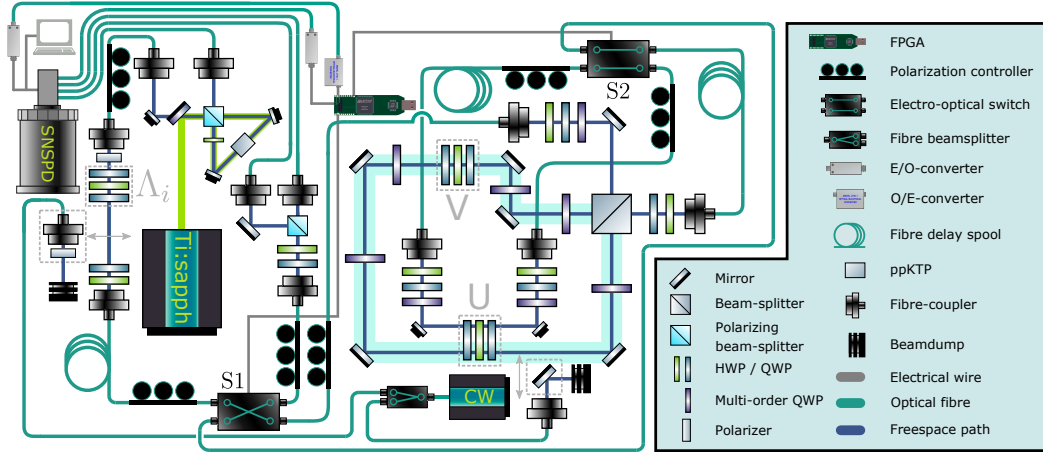 SNSPD
Λi
Ti:sapph
S1
S2
V
U
CW
FPGA
Polarization controller
Electro-optical switch
Fibre beamsplitter
E/O-converter
O/E-converter
Fibre delay spool
ppKTP
Fibre-coupler
Beamdump
Electrical wire
Optical fibre
Freespace path
Mirror
Beam-splitter
Polarizing
beam-splitter
HWP / QWP
Multi-order QWP
Polarizer